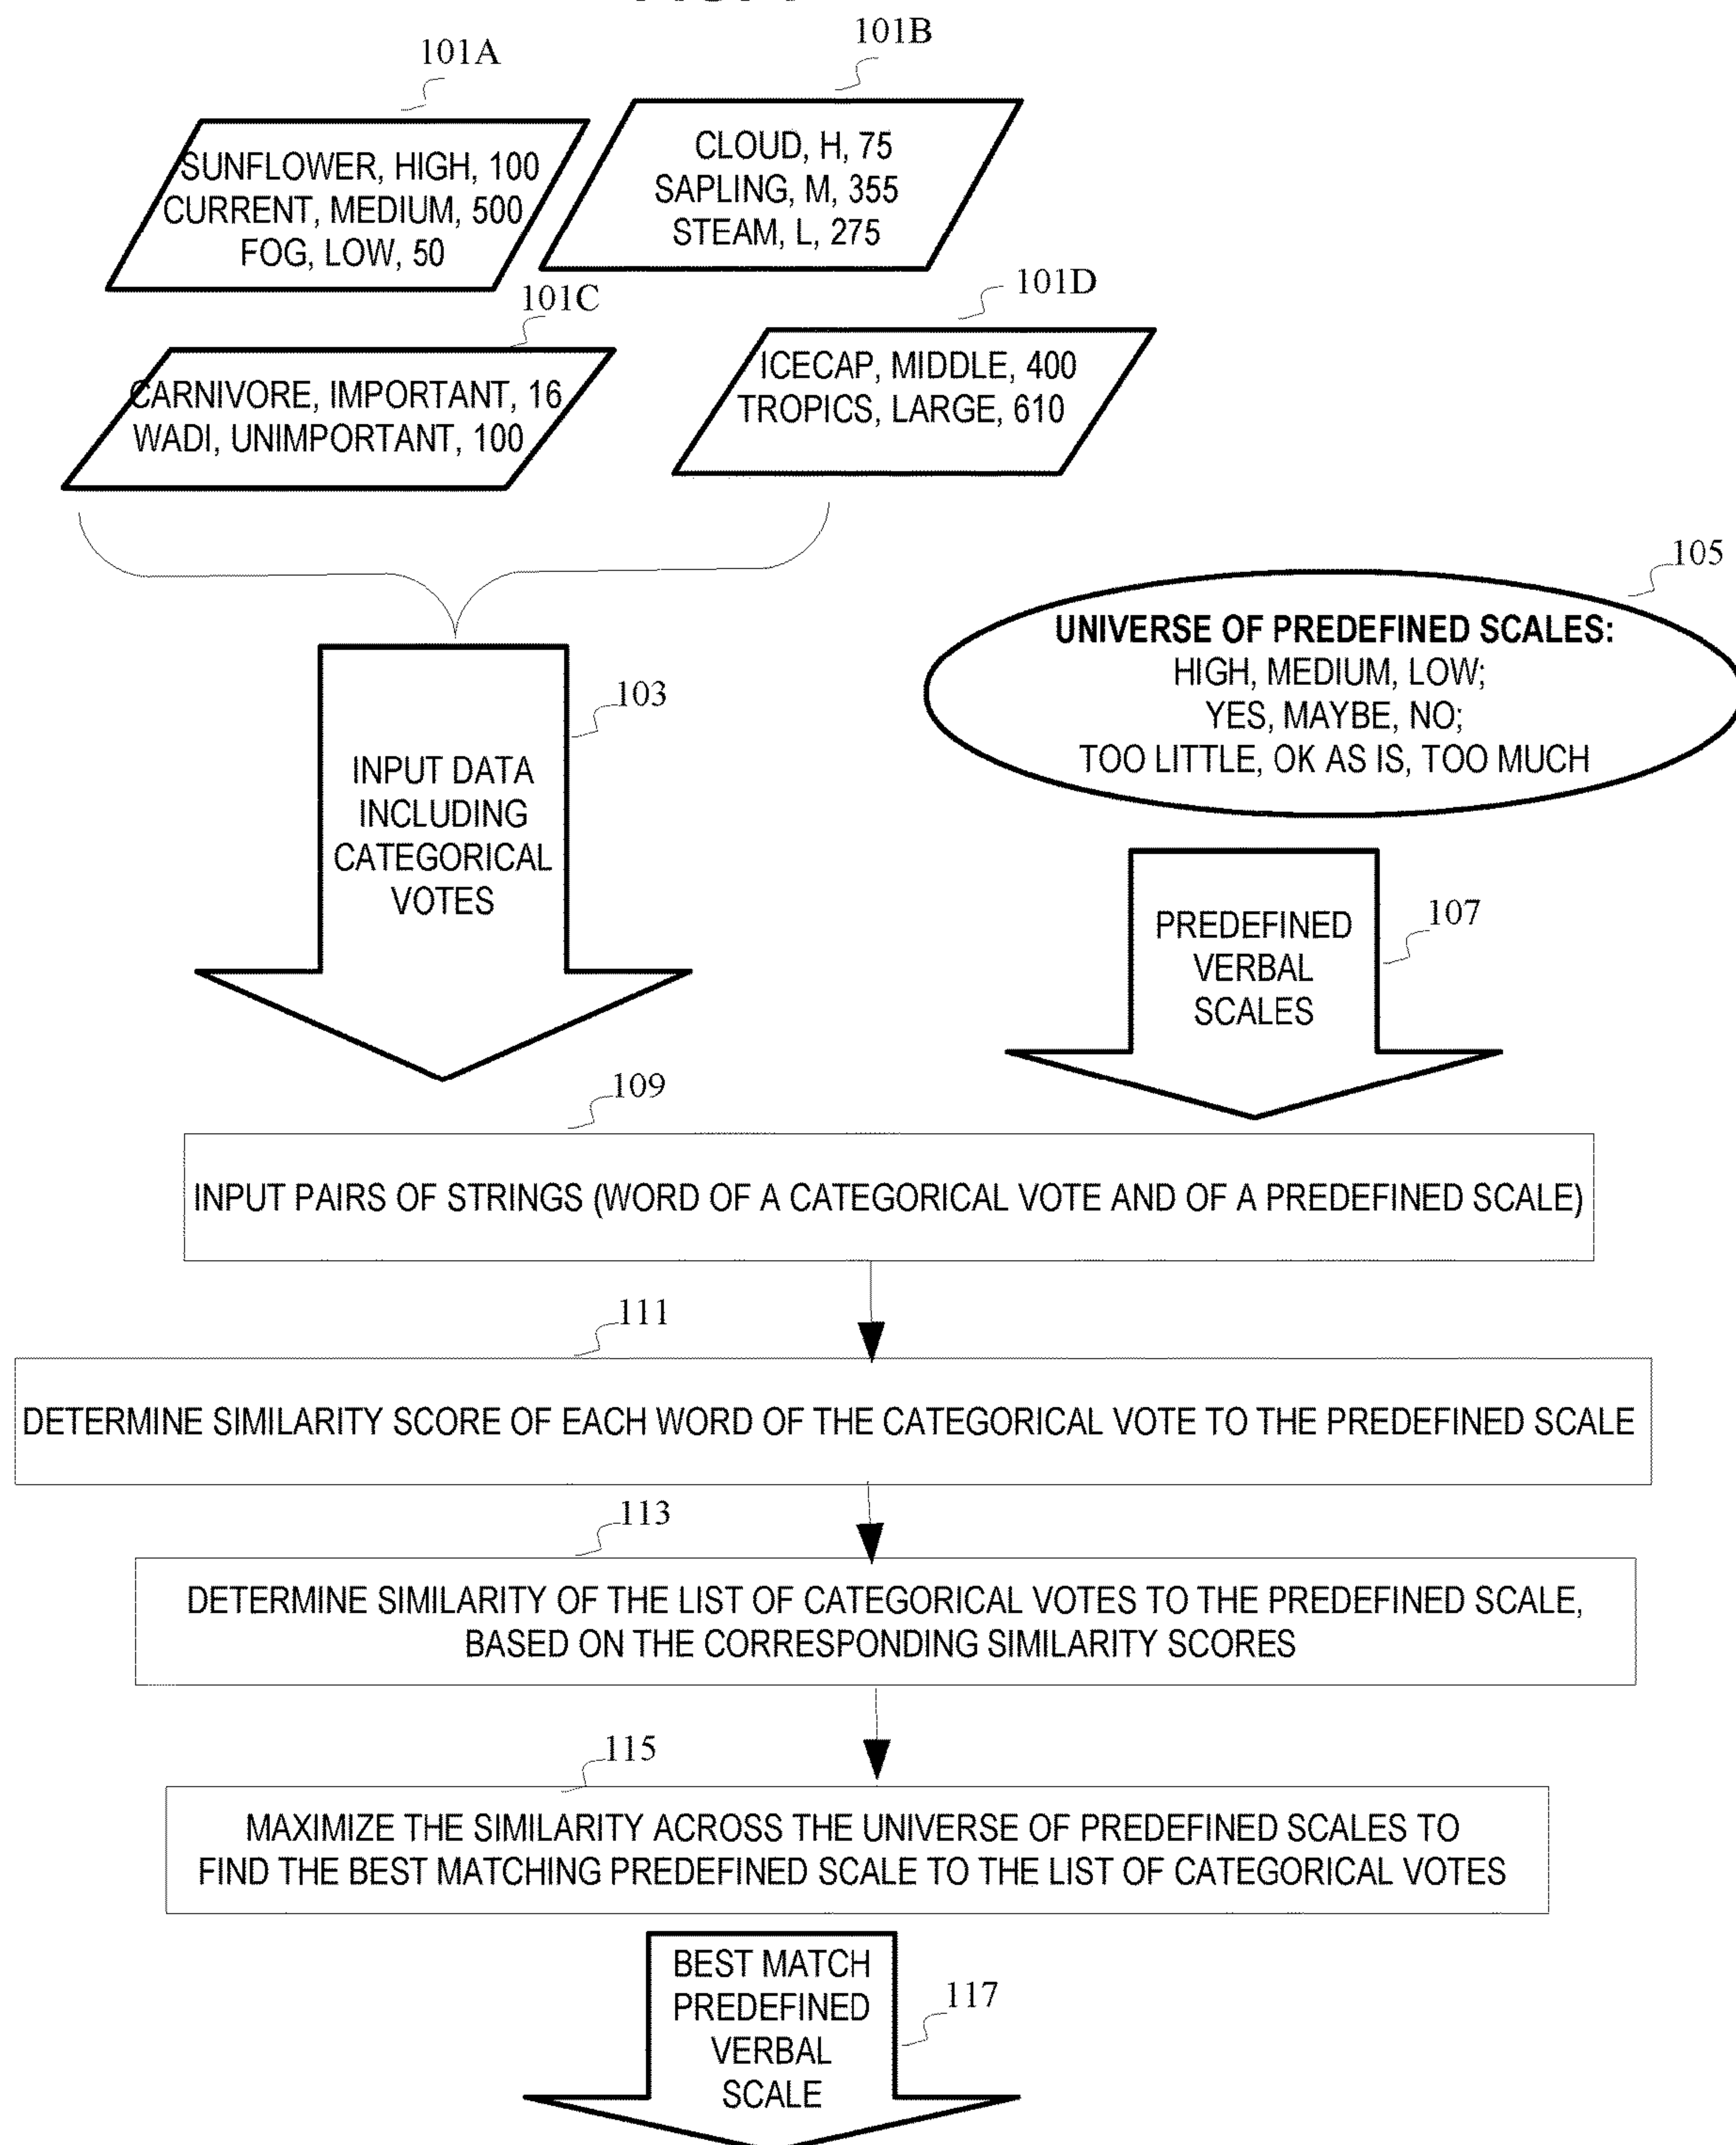 101A
101B
SUNFLOWER, HIGH, 100
CURRENT, MEDIUM, 500
FOG, LOW, 50
CLOUD, H, 75
SAPLING, M, 355
STEAM, L, 275
101C
101D
CARNIVORE, IMPORTANT, 16
WADI, UNIMPORTANT, 100
ICECAP, MIDDLE, 400
TROPICS, LARGE, 610
105
UNIVERSE OF PREDEFINED SCALES:
HIGH, MEDIUM, LOW;
YES, MAYBE, NO;
TOO LITTLE, OK AS IS, TOO MUCH
103
INPUT DATA
INCLUDING
CATEGORICAL
VOTES
107
PREDEFINED
VERBAL
SCALES
109
INPUT PAIRS OF STRINGS (WORD OF A CATEGORICAL VOTE AND OF A PREDEFINED SCALE)
111
DETERMINE SIMILARITY SCORE OF EACH WORD OF THE CATEGORICAL VOTE TO THE PREDEFINED SCALE
113
DETERMINE SIMILARITY OF THE LIST OF CATEGORICAL VOTES TO THE PREDEFINED SCALE,
BASED ON THE CORRESPONDING SIMILARITY SCORES
115
MAXIMIZE THE SIMILARITY ACROSS THE UNIVERSE OF PREDEFINED SCALES TO
FIND THE BEST MATCHING PREDEFINED SCALE TO THE LIST OF CATEGORICAL VOTES
BEST MATCH
PREDEFINED
VERBAL
SCALE
117